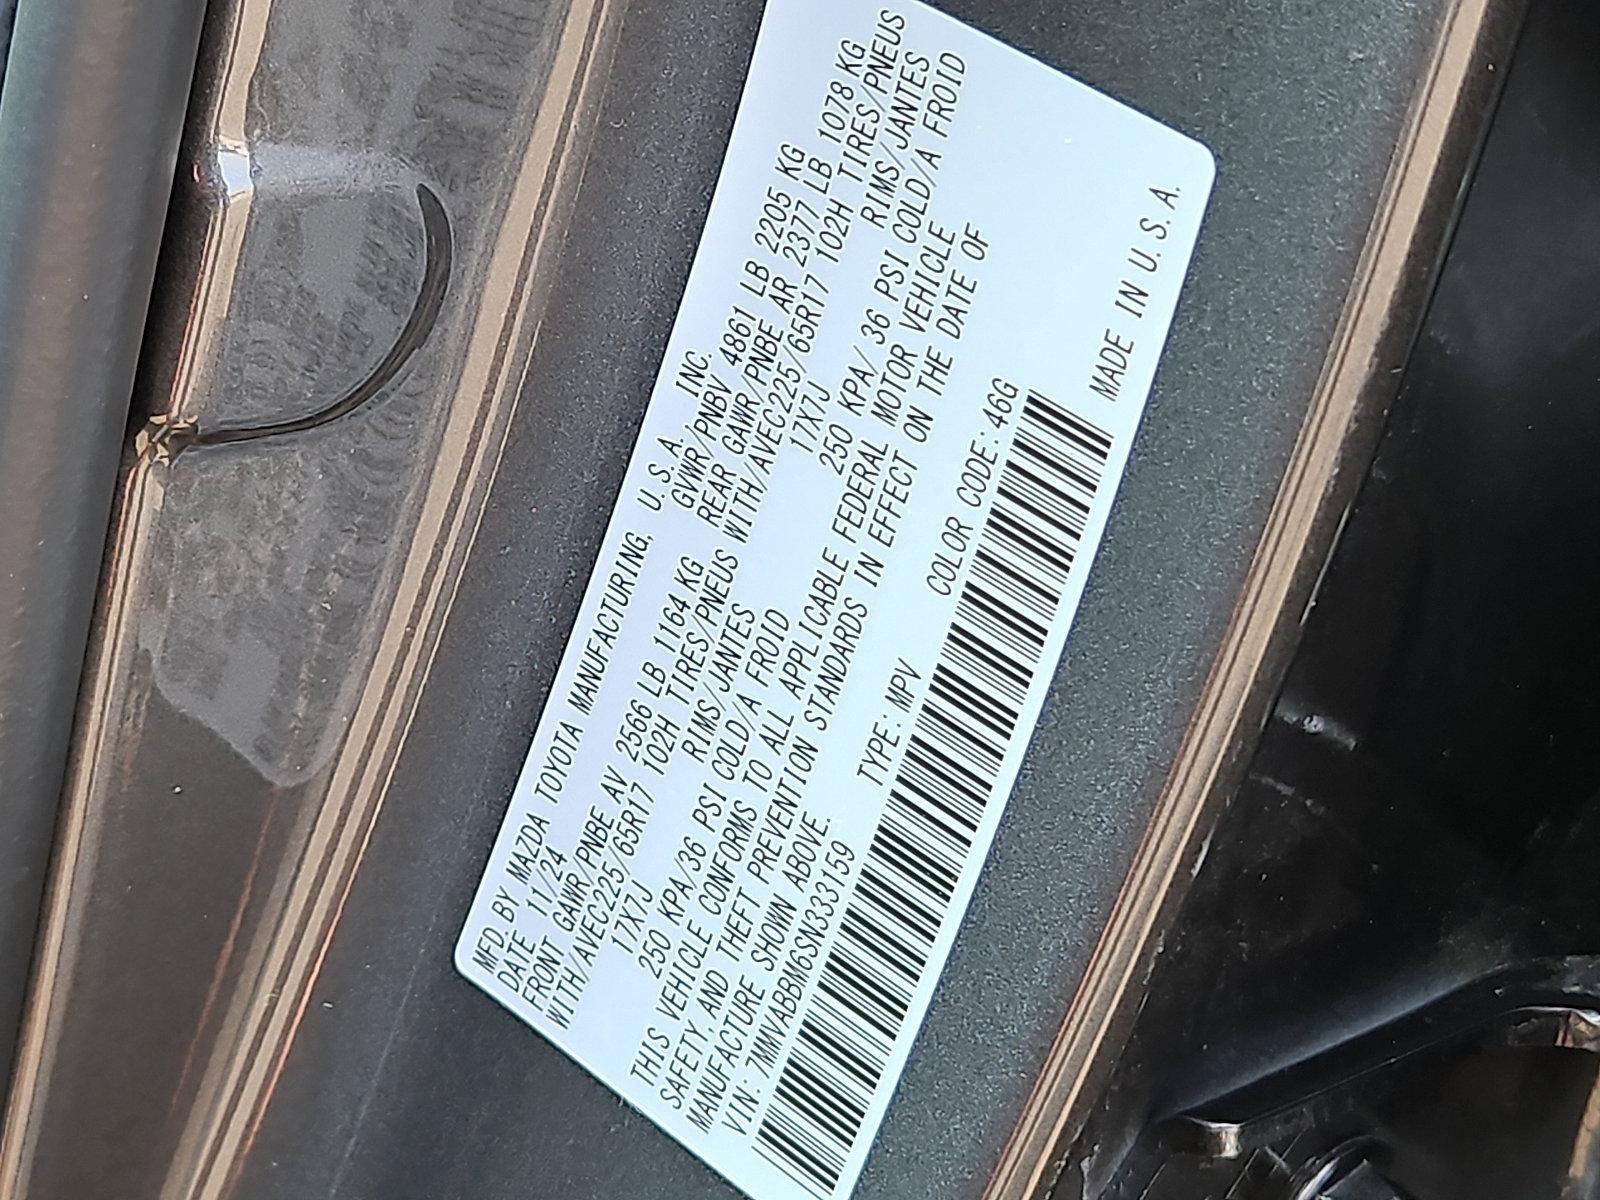 MFD. BY MAZDA TOYOTA MANUFACTURING, U. S. A. INC.
DATE 11/24 GVWR/PNBV 4861 LB 2205 KG
FRONT GAWR/PNBE AV 2566 LB 1164 KG REAR GAWR/PNBE AR 2377 LB 1078 KG
WITH/AVEC225/65R17 102H TIRES/PNEUS WITH/AVEC225/65R17 102H TIRES/PNEUS
17X7J RIMS/JANTES 17X7J RIMS/JANTES
250 KPA/36 PSI COLD/A FROID 250 KPA/ 36 PSI COLD/A FROID
THIS VEHICLE CONFORMS TO ALL APPLICABLE FEDERAL MOTOR VEHICLE
SAFETY, AND THEFT PREVENTION STANDARDS IN EFFECT ON THE DATE OF
MANUFACTURE SHOWN ABOVE.
VIN: 7MMVABBM6SN333159 TYPE: MPV COLOR CODE: 46G
MADE IN U. S. A.